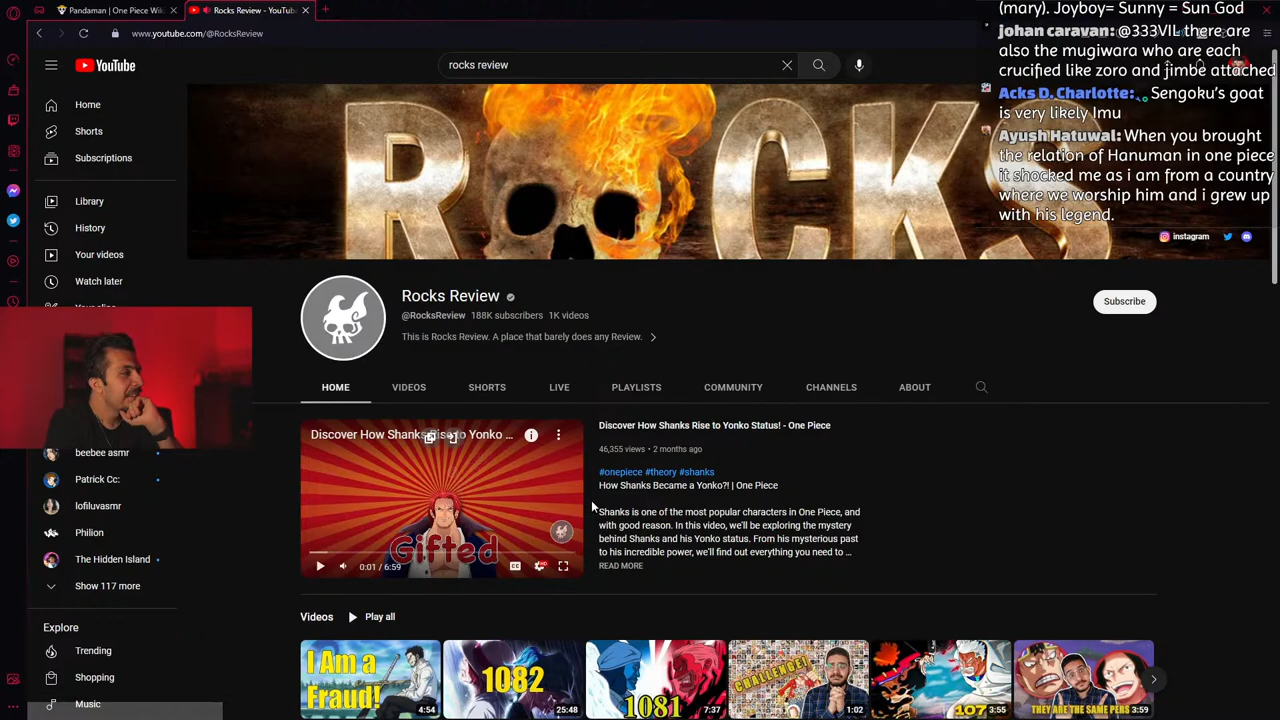 Pandaman | One Piece Wiki
Rocks Review - YouTube
www.youtube.com/@RocksReview
YouTube
rocks review
(mary). Joyboy= Sunny = Sun God
johan caravan: @333VIL there are
also the mugiwara who are each
crucified like zoro and jimbe attached
Acks D. Charlotte: Sengoku's goat
is very likely Imu
Ayush Hatuwal: When you brought
the relation of Hanuman in one piece
it shocked me as i am from a country
where we worship him and i grew up
with his legend.
instagram
Home
Shorts
Subscriptions
Library
History
Your videos
Watch later
beebee asmr
Patrick Cc:
lofiluvasmr
Philion
The Hidden Island
Show 117 more
Explore
Trending
Shopping
Music
ROCKS
Rocks Review
@RocksReview 188K subscribers 1K videos
This is Rocks Review. A place that barely does any Review.
Subscribe
HOME VIDEOS SHORTS LIVE PLAYLISTS COMMUNITY CHANNELS ABOUT
Discover How Shanks Rise to Yonko ...
Gifted
0:01 / 6:59
Discover How Shanks Rise to Yonko Status! - One Piece
46,355 views • 2 months ago
#onepiece #theory #shanks
How Shanks Became a Yonko?! | One Piece
Shanks is one of the most popular characters in One Piece, and
with good reason. In this video, we'll be exploring the mystery
behind Shanks and his Yonko status. From his mysterious past
to his incredible power, we'll find out everything you need to ...
READ MORE
Videos Play all
I Am a
Fraud!
4:54
1082
25:48
1081
7:37
CHALLENGE!
1:02
107
3:55
THEY ARE THE SAME PERS
3:59